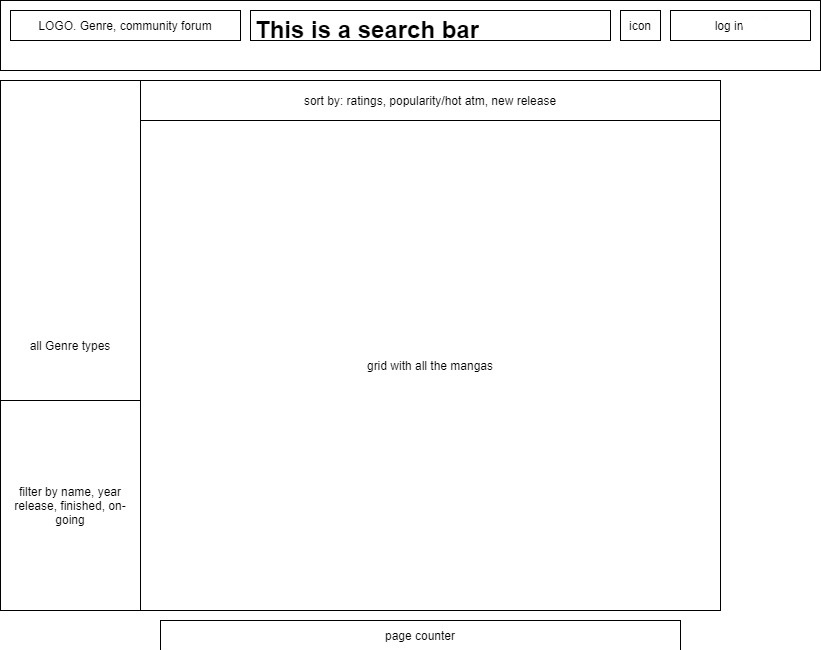 LOGO. Genre, community forum
This is a search bar
icon
log in
sort by: ratings, popularity/hot atm, new release
all Genre types
grid with all the mangas
filter by name, year
release, finished, on-
going
page counter